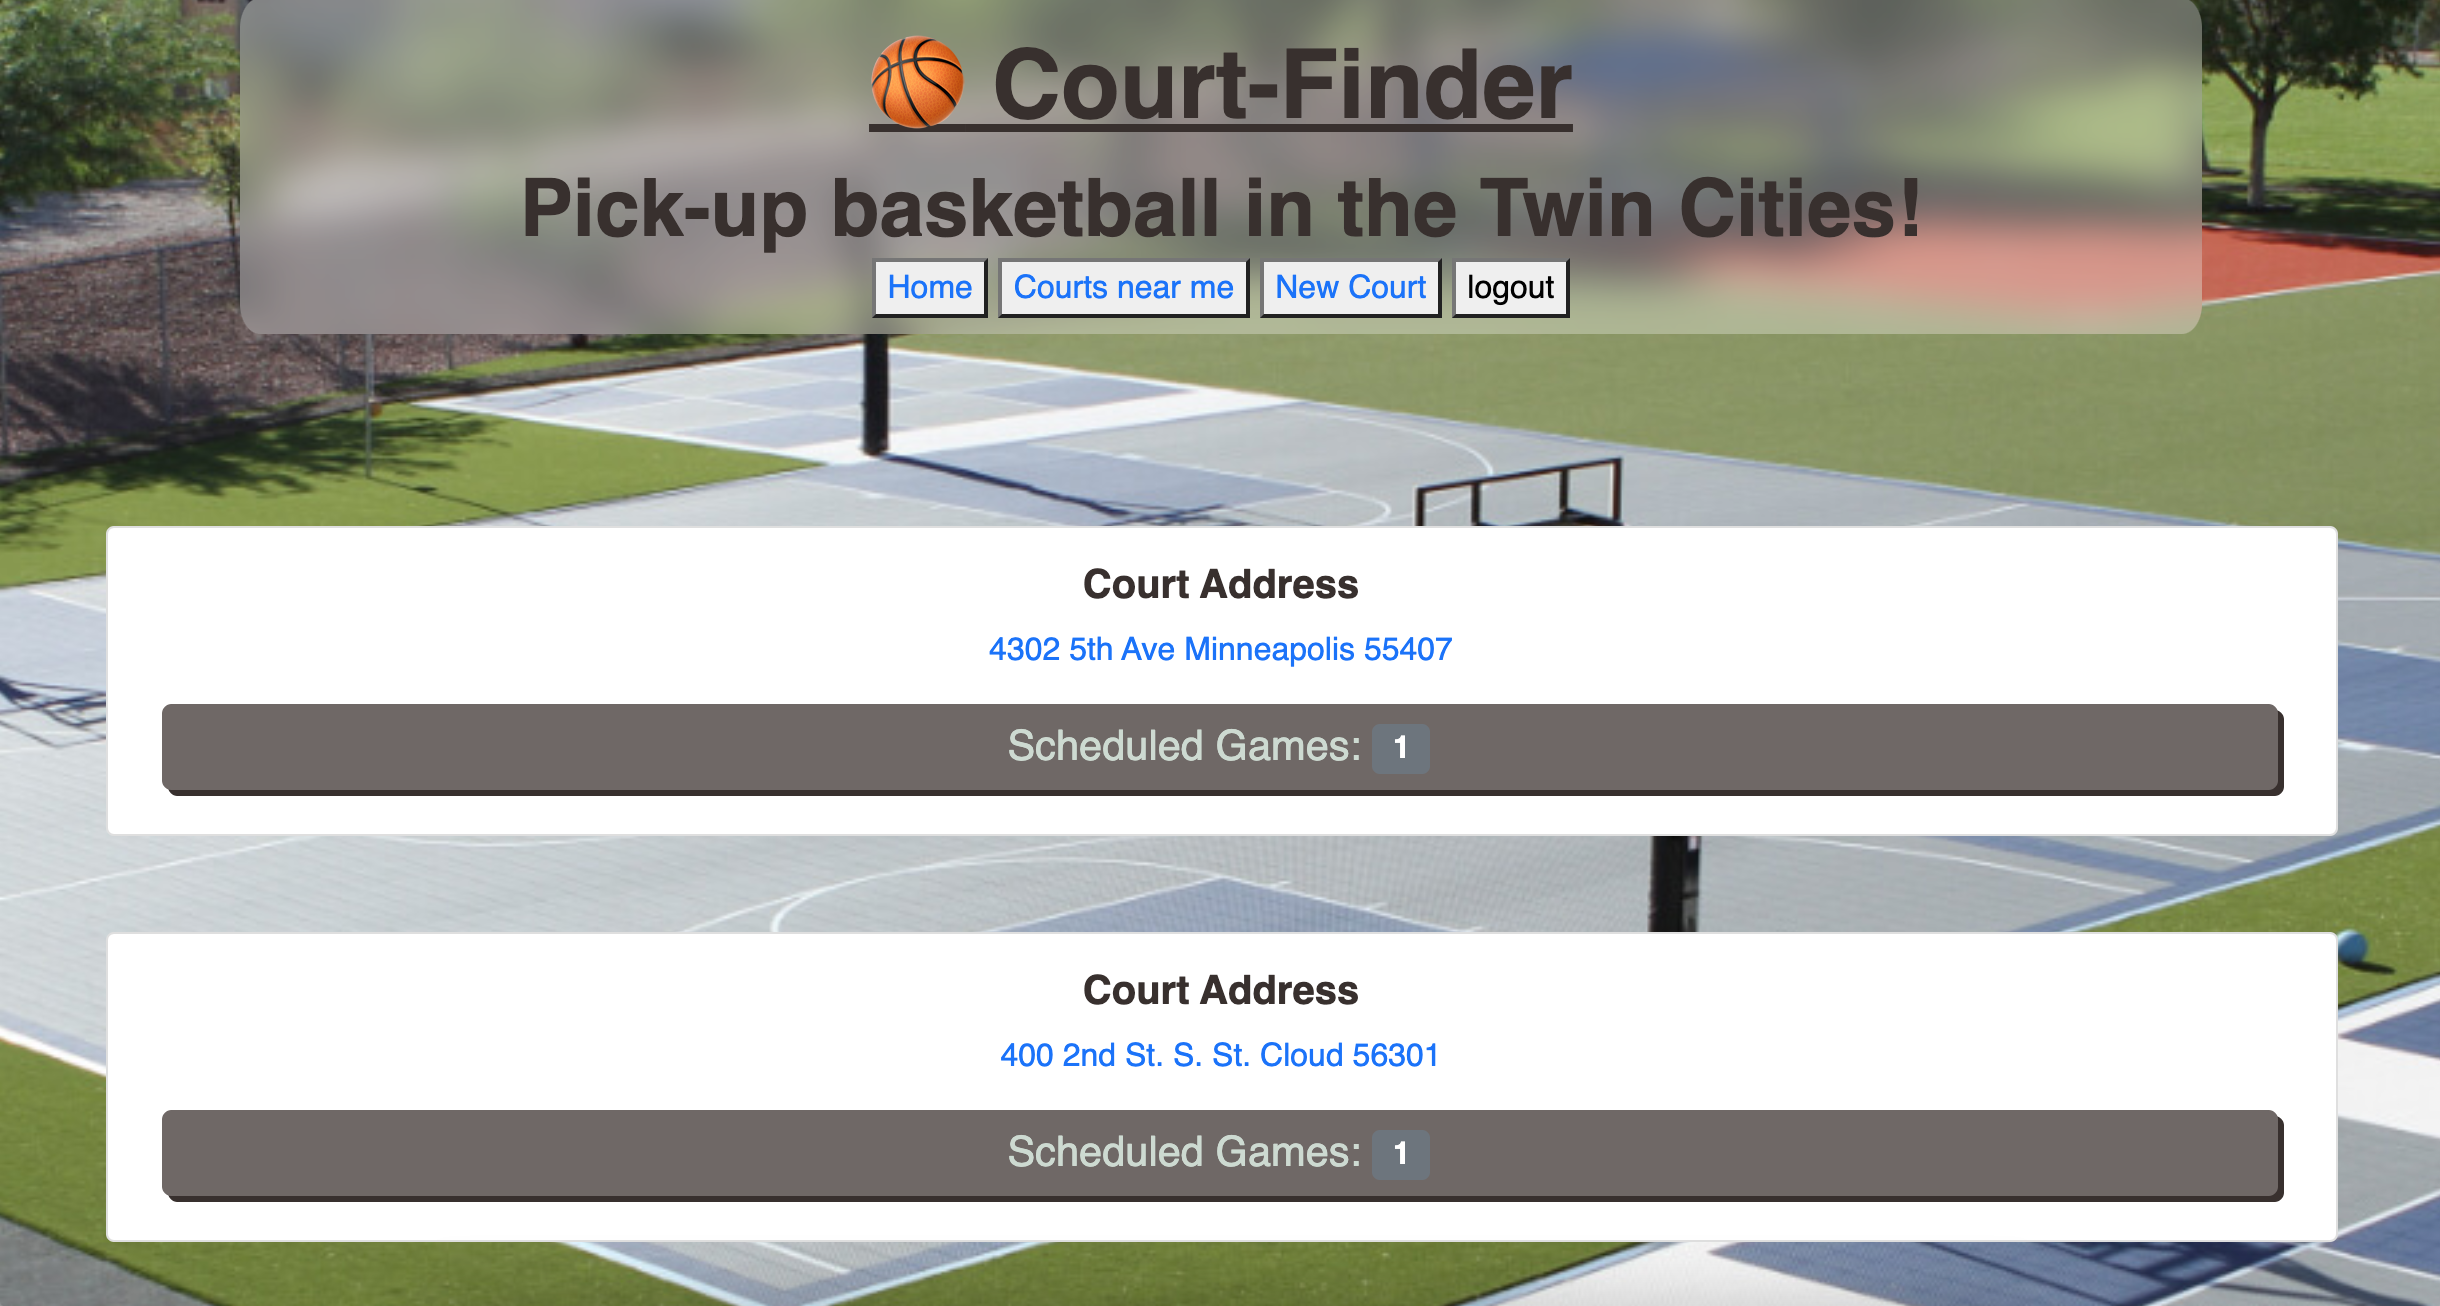 🏀 Court-Finder
Pick-up basketball in the Twin Cities!
Home Courts near me New Court logout
Court Address
4302 5th Ave Minneapolis 55407
Scheduled Games: 1
Court Address
400 2nd St. S. St. Cloud 56301
Scheduled Games: 1